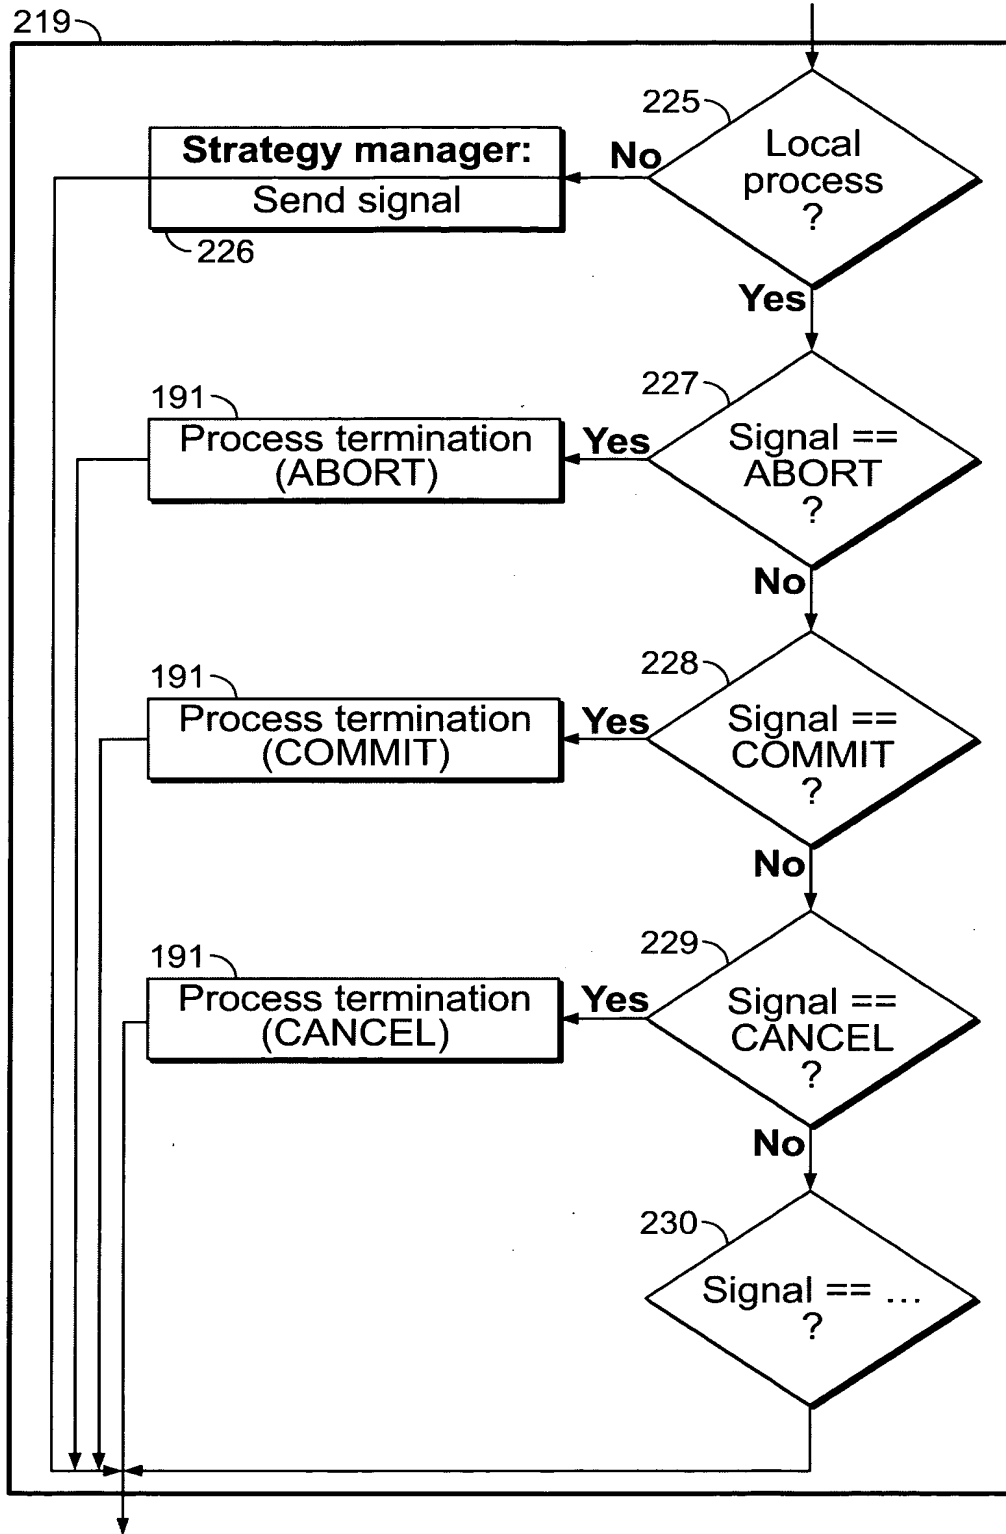 219
225
Local
process
?
No
Strategy manager:
Send signal
226
Yes
227
Signal ==
ABORT
?
Yes
191
Process termination
(ABORT)
No
228
Signal ==
COMMIT
?
Yes
191
Process termination
(COMMIT)
No
229
Signal ==
CANCEL
?
Yes
191
Process termination
(CANCEL)
No
230
Signal == ...
?